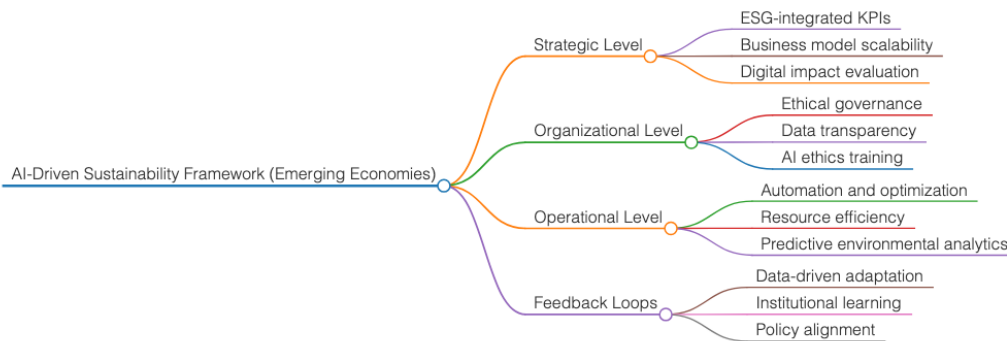 AI-Driven Sustainability Framework (Emerging Economies)
Strategic Level
ESG-integrated KPIs
Business model scalability
Digital impact evaluation
Organizational Level
Ethical governance
Data transparency
AI ethics training
Operational Level
Automation and optimization
Resource efficiency
Predictive environmental analytics
Feedback Loops
Data-driven adaptation
Institutional learning
Policy alignment